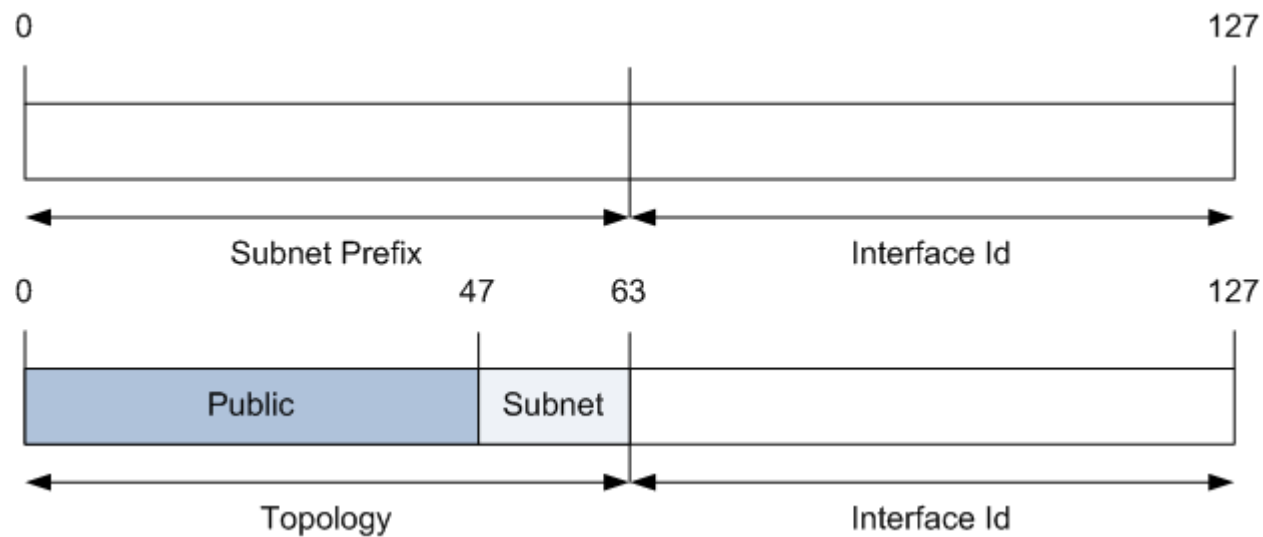 0 127
Subnet Prefix Interface Id
0 47 63 127
Public Subnet
Topology Interface Id